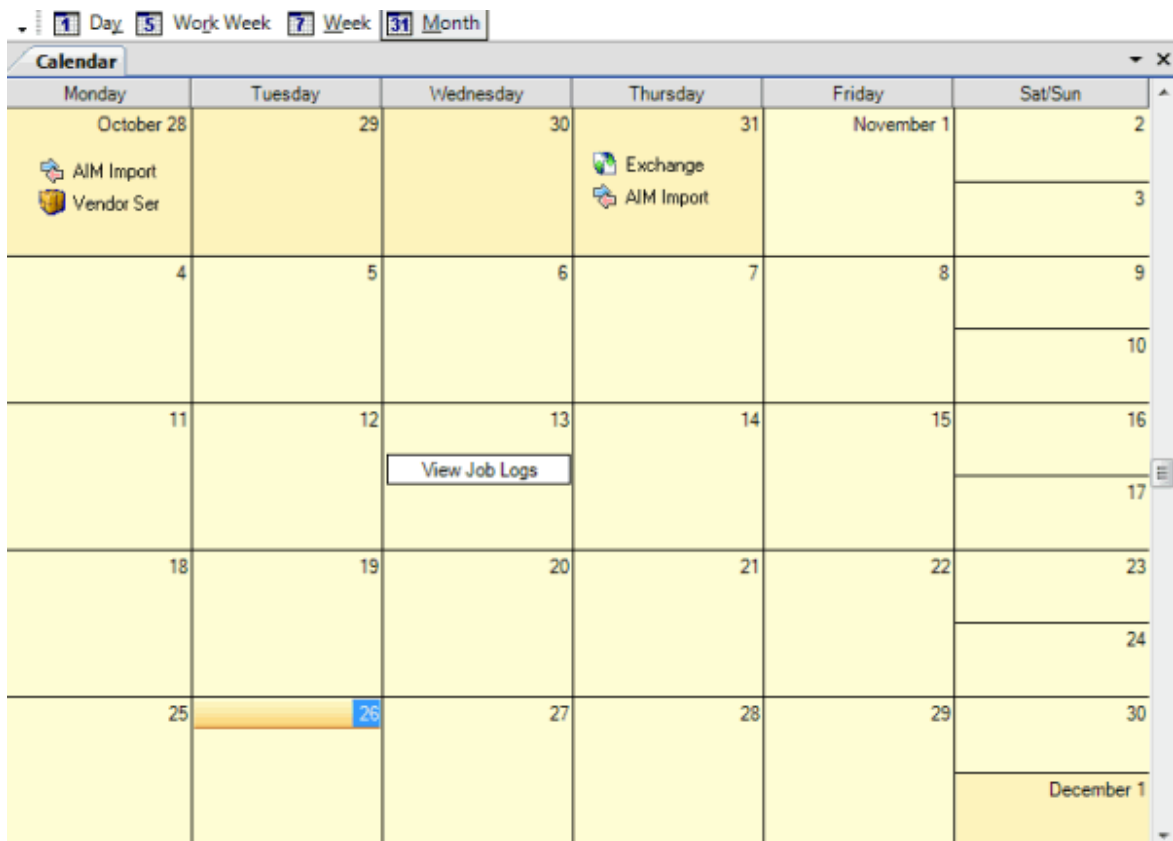 1 Day 5 Work Week 7 Week 31 Month
Calendar
Monday Tuesday Wednesday Thursday Friday Sat/Sun
October 28 29 30 31 November 1 2
AIM Import Exchange
Vendor Ser AIM Import
3
4 5 6 7 8 9
10
11 12 13 14 15 16
View Job Logs
17
18 19 20 21 22 23
24
25 26 27 28 29 30
December 1